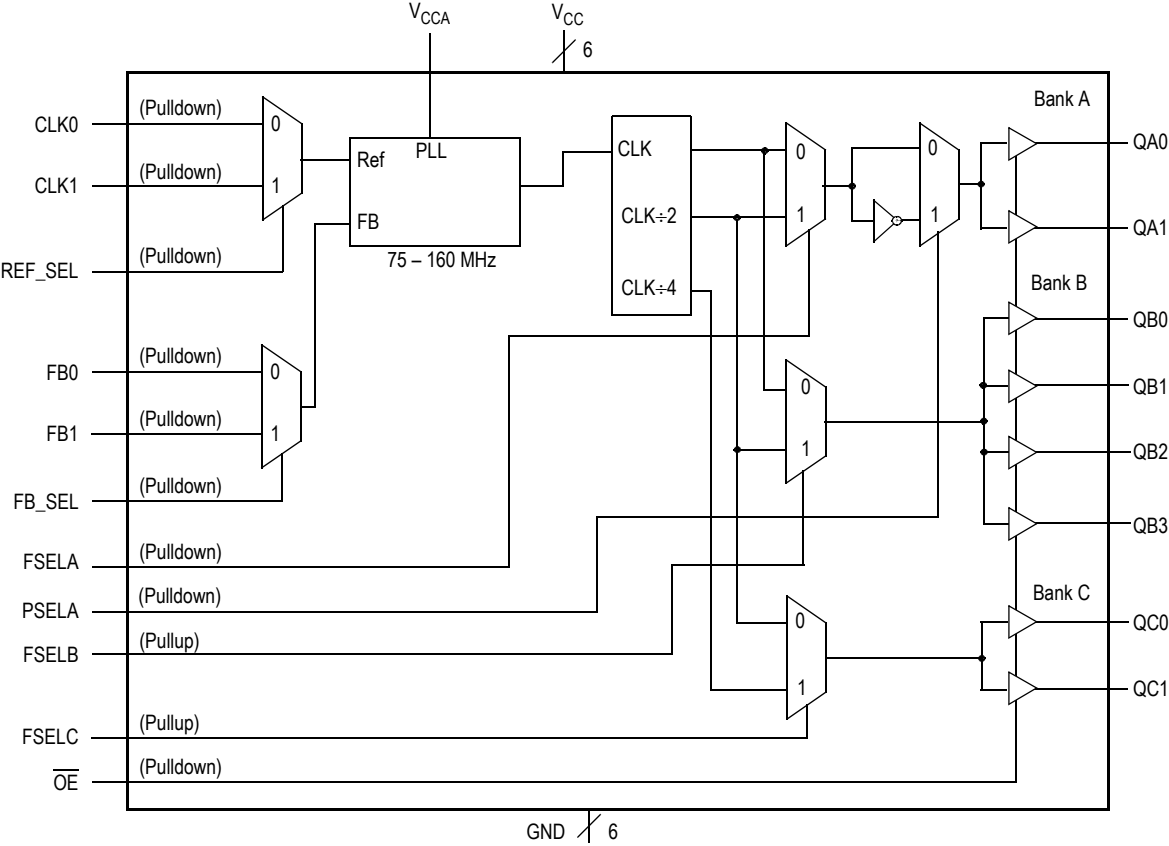 VCCA
VCC
6
Bank A
CLK0
(Pulldown)
0
CLK1
(Pulldown)
1
REF_SEL
(Pulldown)
Ref
PLL
FB
75 – 160 MHz
CLK
CLK÷2
CLK÷4
0
1
0
1
QA0
QA1
Bank B
FB0
(Pulldown)
0
FB1
(Pulldown)
1
FB_SEL
(Pulldown)
0
1
QB0
QB1
QB2
QB3
FSELA
(Pulldown)
PSELA
(Pulldown)
FSELB
(Pullup)
Bank C
0
1
QC0
QC1
FSELC
(Pullup)
O̅E̅
(Pulldown)
GND
6